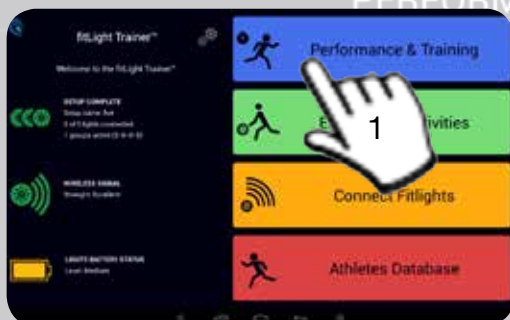 PERFORM
fitLight Trainer™
Welcome to the fitLight Trainer™
SETUP COMPLETE
WIRELESS SIGNAL
Strength: Excellent
LIGHTS BATTERY STATUS
Level: Medium
Performance & Training
1
Connect Fitlights
Athletes Database